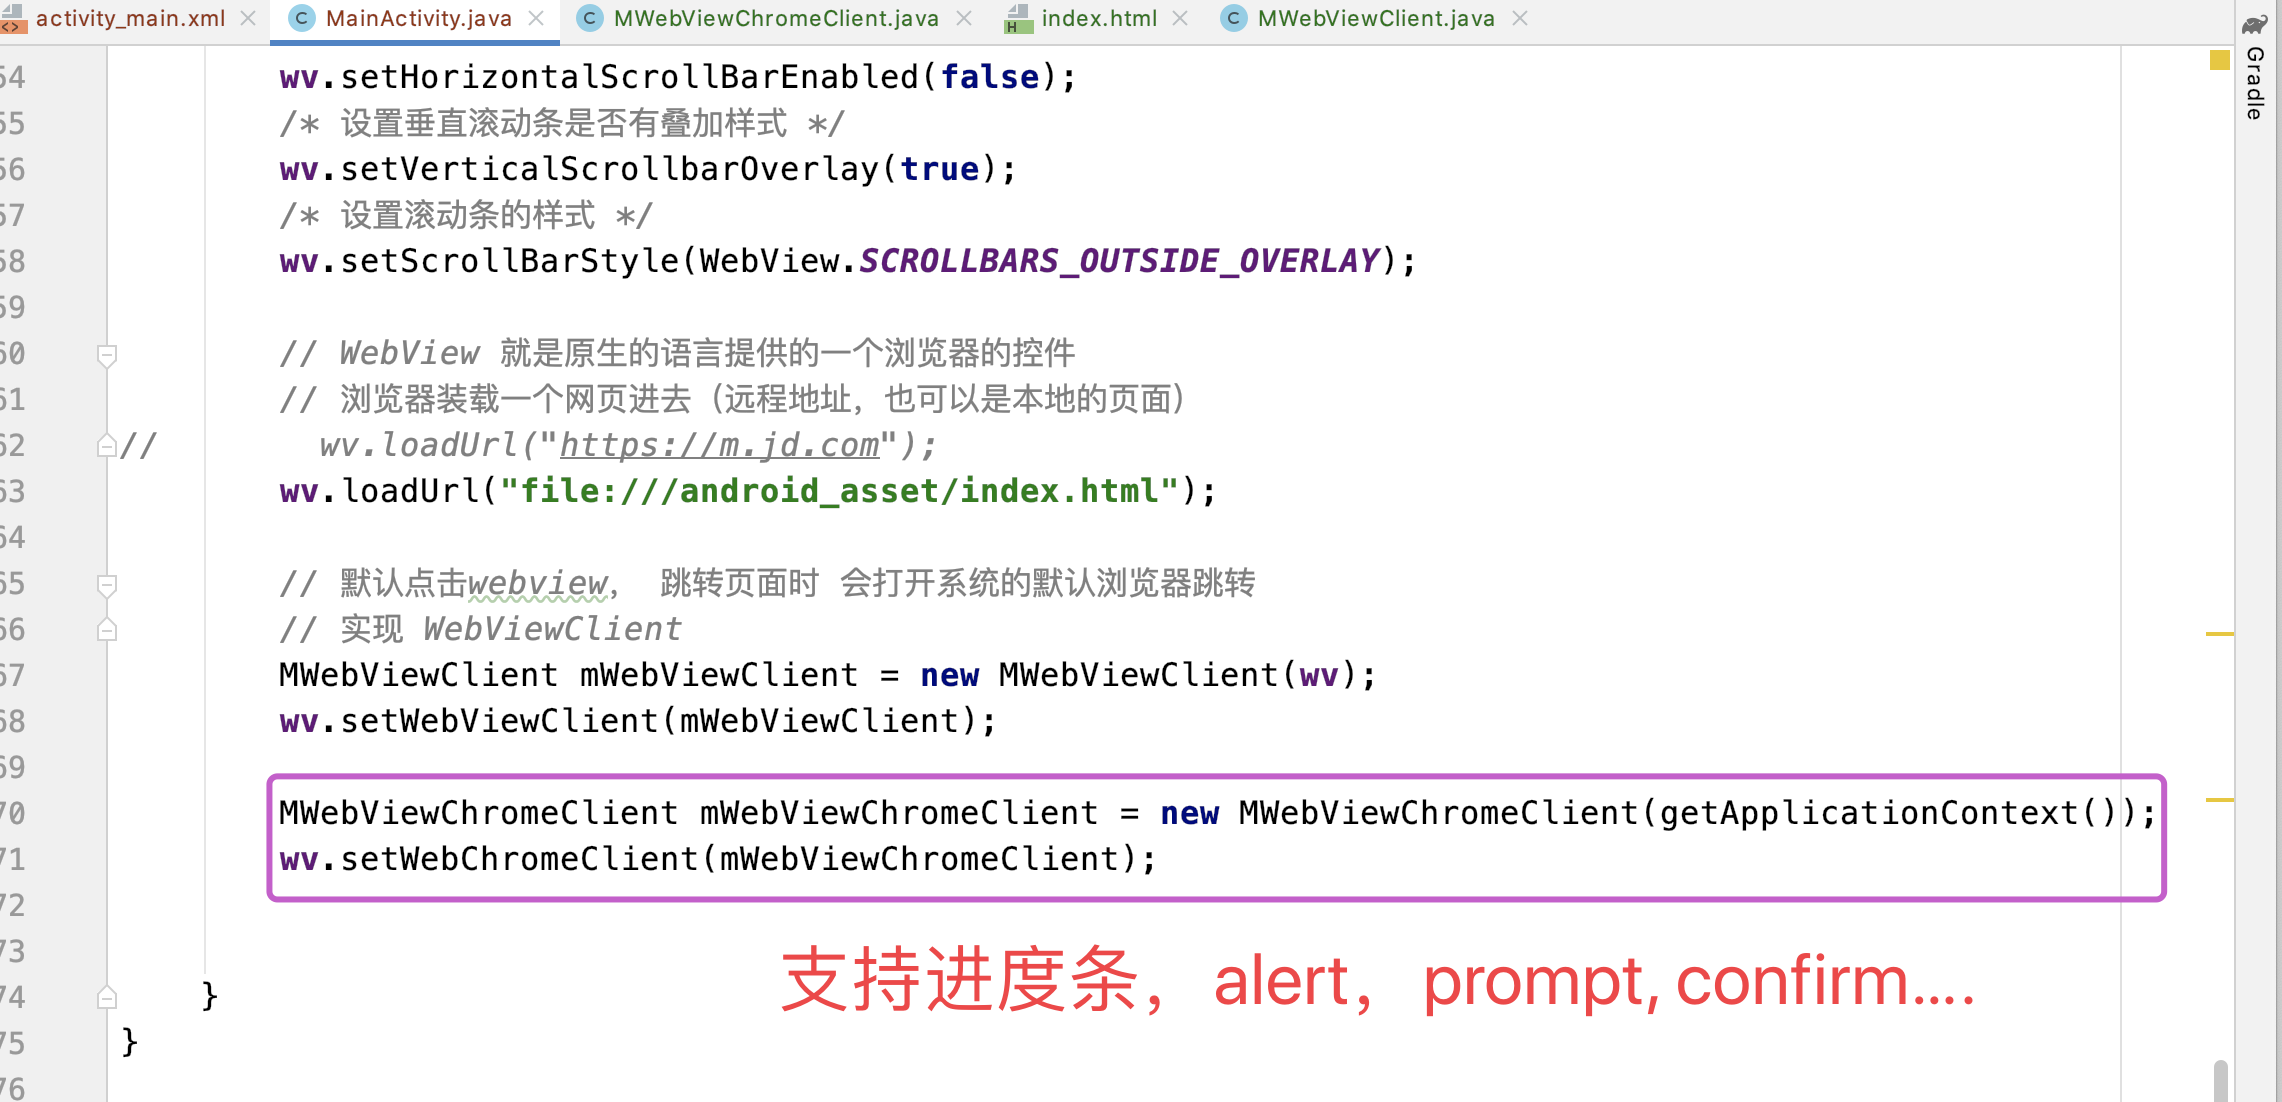 activity_main.xml MainActivity.java MWebViewChromeClient.java index.html MWebViewClient.java
Gradle
54 wv.setHorizontalScrollBarEnabled(false);
55 /* 设置垂直滚动条是否有叠加样式 */
56 wv.setVerticalScrollbarOverlay(true);
57 /* 设置滚动条的样式 */
58 wv.setScrollBarStyle(WebView.SCROLLBARS_OUTSIDE_OVERLAY);
59
60 // WebView 就是原生的语言提供的一个浏览器的控件
61 // 浏览器装载一个网页进去（远程地址，也可以是本地的页面）
62 // wv.loadUrl("https://m.jd.com");
63 wv.loadUrl("file:///android_asset/index.html");
64
65 // 默认点击webview， 跳转页面时 会打开系统的默认浏览器跳转
66 // 实现 WebViewClient
67 MWebViewClient mWebViewClient = new MWebViewClient(wv);
68 wv.setWebViewClient(mWebViewClient);
69
70 MWebViewChromeClient mWebViewChromeClient = new MWebViewChromeClient(getApplicationContext());
71 wv.setWebChromeClient(mWebViewChromeClient);
72
73
支持进度条，alert，prompt, confirm....
74 }
75 }
76